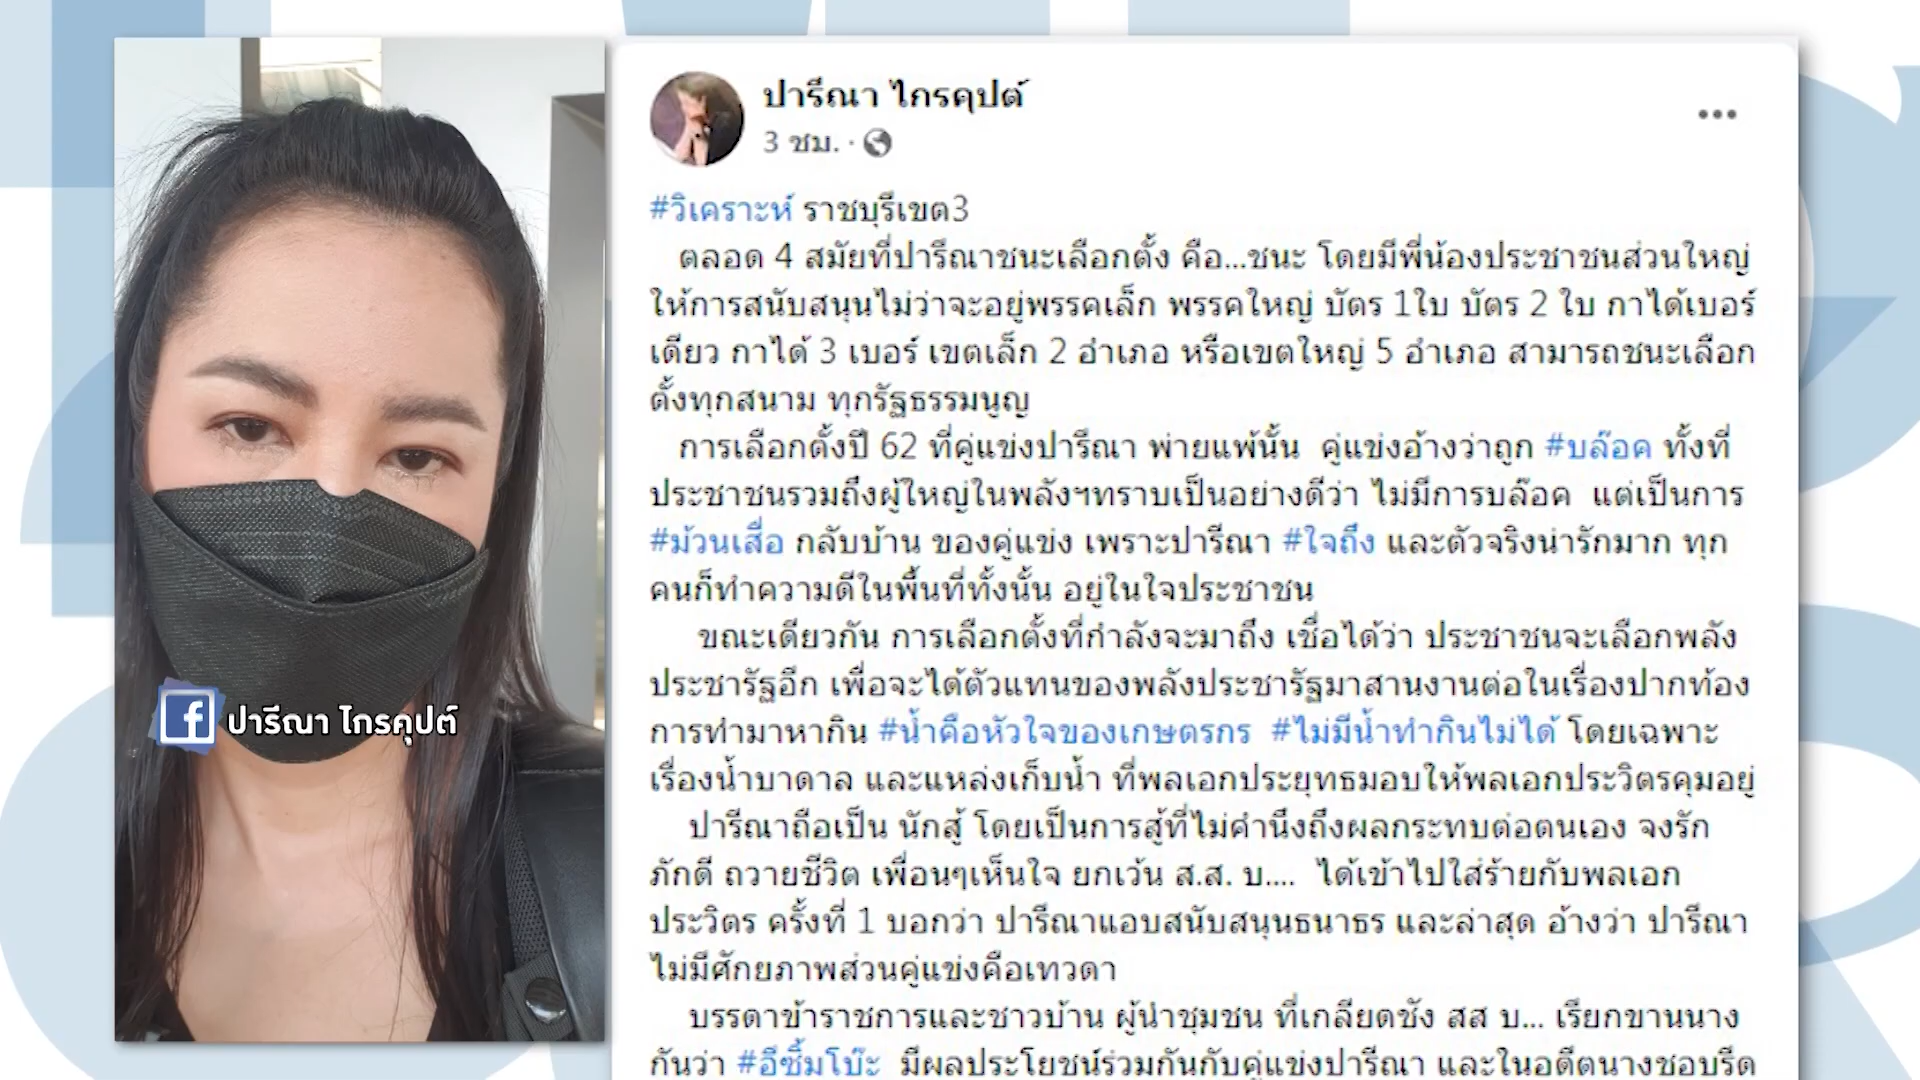 ปารีณา ไกรคุปต์
ปารีณา ไกรคุปต์
3 ชม. ·
#วิเคราะห์ ราชบุรีเขต3
ตลอด 4 สมัยที่ปารีณาชนะเลือกตั้ง คือ...ชนะ โดยมีพี่น้องประชาชนส่วนใหญ่
ให้การสนับสนุนไม่ว่าจะอยู่พรรคเล็ก พรรคใหญ่ บัตร 1ใบ บัตร 2 ใบ กาได้เบอร์
เดียว กาได้ 3 เบอร์ เขตเล็ก 2 อำเภอ หรือเขตใหญ่ 5 อำเภอ สามารถชนะเลือก
ตั้งทุกสนาม ทุกรัฐธรรมนูญ
การเลือกตั้งปี 62 ที่คู่แข่งปารีณา พ่ายแพ้นั้น คู่แข่งอ้างว่าถูก #บล๊อค ทั้งที่
ประชาชนรวมถึงผู้ใหญ่ในพลังฯทราบเป็นอย่างดีว่า ไม่มีการบล๊อค แต่เป็นการ
#ม้วนเสื่อ กลับบ้าน ของคู่แข่ง เพราะปารีณา #ใจถึง และตัวจริงน่ารักมาก ทุก
คนก็ทำความดีในพื้นที่ทั้งนั้น อยู่ในใจประชาชน
ขณะเดียวกัน การเลือกตั้งที่กำลังจะมาถึง เชื่อได้ว่า ประชาชนจะเลือกพลัง
ประชารัฐอีก เพื่อจะได้ตัวแทนของพลังประชารัฐมาสานงานต่อในเรื่องปากท้อง
การทำมาหากิน #น้ำคือหัวใจของเกษตรกร #ไม่มีน้ำทำกินไม่ได้ โดยเฉพาะ
เรื่องน้ำบาดาล และแหล่งเก็บน้ำ ที่พลเอกประยุทธมอบให้พลเอกประวิตรคุมอยู่
ปารีณาถือเป็น นักสู้ โดยเป็นการสู้ที่ไม่คำนึงถึงผลกระทบต่อตนเอง จงรัก
ภักดี ถวายชีวิต เพื่อนๆเห็นใจ ยกเว้น ส.ส. บ.... ได้เข้าไปใส่ร้ายกับพลเอก
ประวิตร ครั้งที่ 1 บอกว่า ปารีณาแอบสนับสนุนธนาธร และล่าสุด อ้างว่า ปารีณา
ไม่มีศักยภาพส่วนคู่แข่งคือเทวดา
บรรดาข้าราชการและชาวบ้าน ผู้นำชุมชน ที่เกลียดชัง สส บ... เรียกขานนาง
กันว่า #อีซิ้มโบ๊ะ มีผลประโยชน์ร่วมกันกับคู่แข่งปารีณา และในอดีตนางชอบรีด